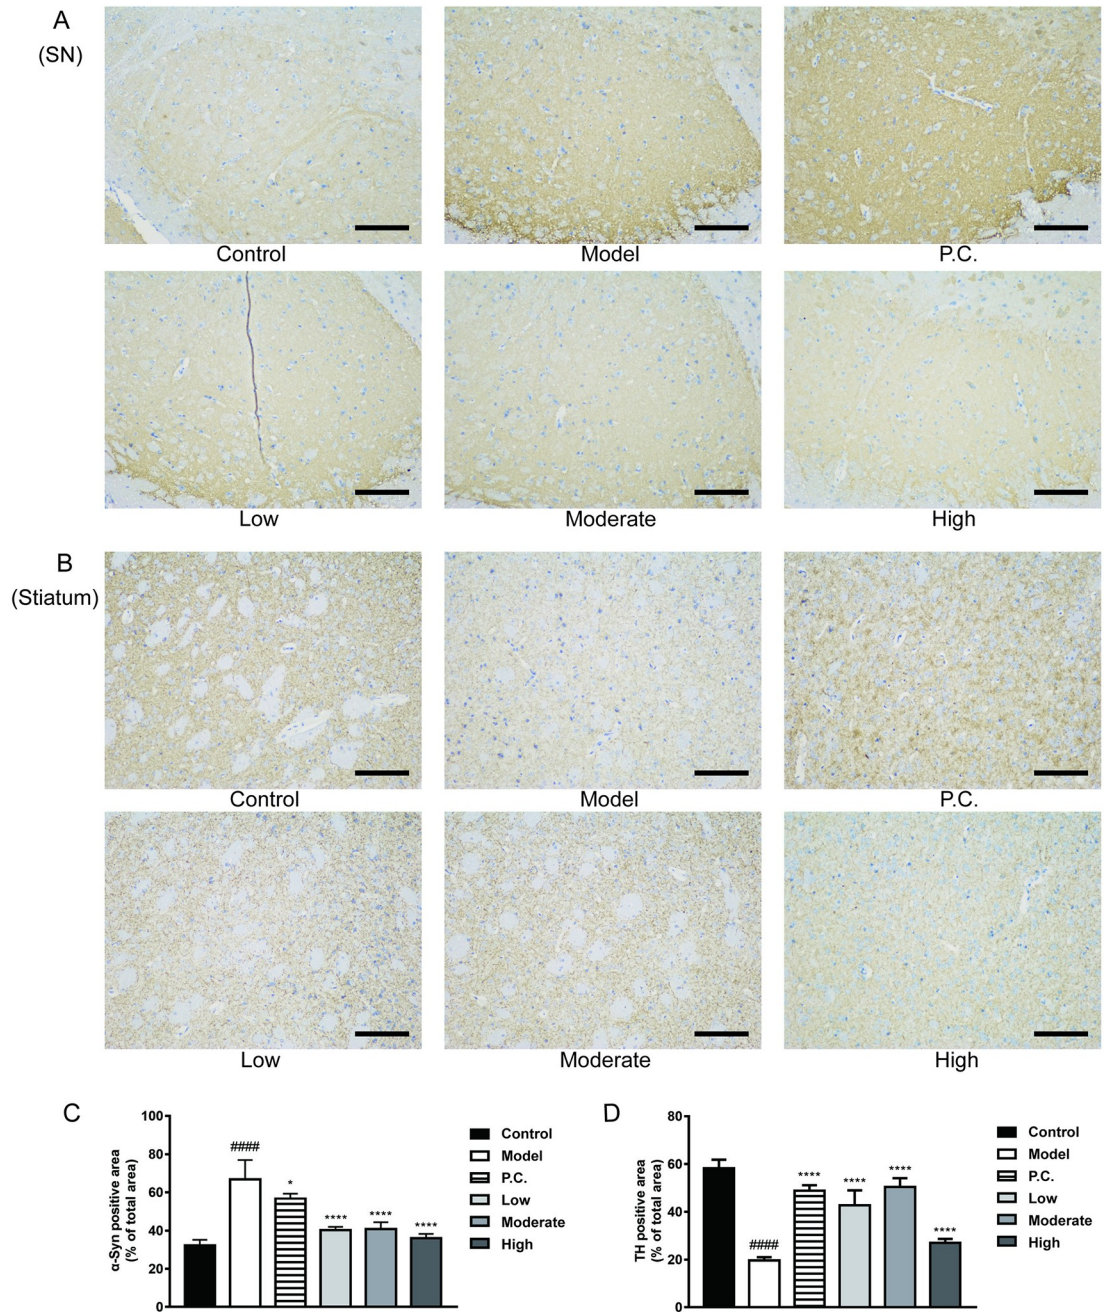 A
(SN)
Control
Model
P.C.
Low
Moderate
High
B
(Stiatum)
Control
Model
P.C.
Low
Moderate
High
C
α-Syn positive area
(% of total area)
100
80
60
40
20
0
####
*
****
****
****
Control
Model
P.C.
Low
Moderate
High
D
TH positive area
(% of total area)
80
60
40
20
0
####
****
****
****
****
Control
Model
P.C.
Low
Moderate
High